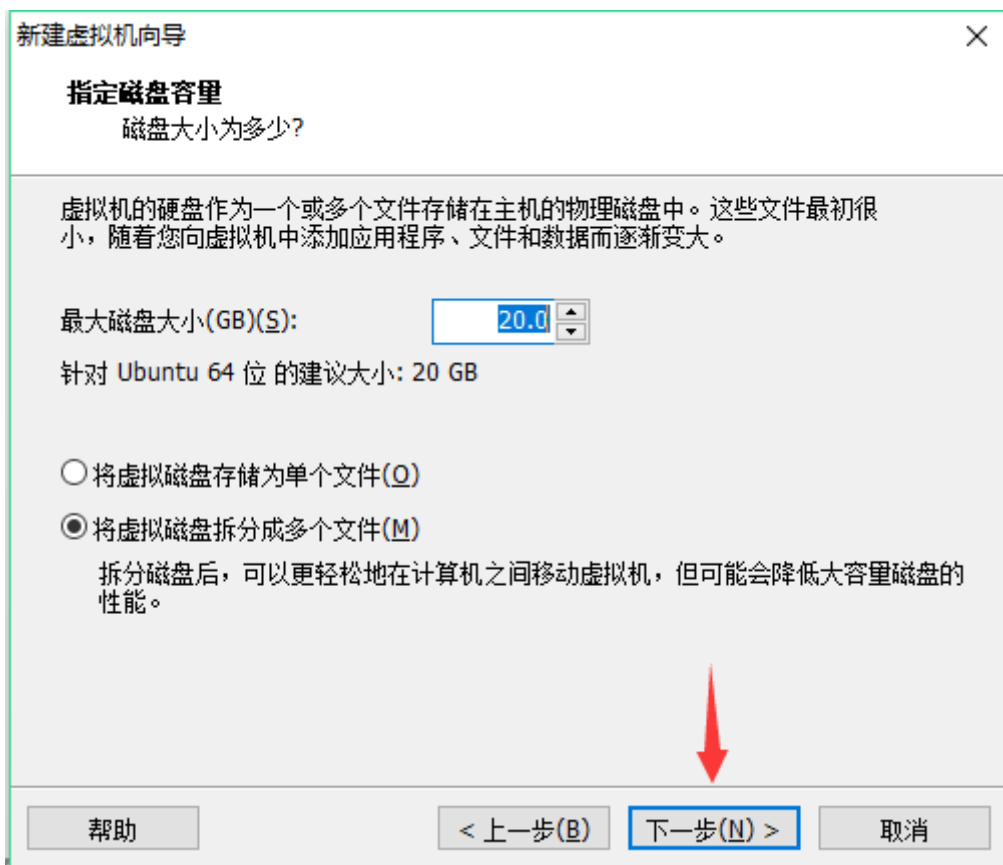 新建虚拟机向导
指定磁盘容量
磁盘大小为多少?
虚拟机的硬盘作为一个或多个文件存储在主机的物理磁盘中。这些文件最初很
小，随着您向虚拟机中添加应用程序、文件和数据而逐渐变大。
最大磁盘大小(GB)(S): 20.0
针对 Ubuntu 64 位 的建议大小: 20 GB
将虚拟磁盘存储为单个文件(O)
将虚拟磁盘拆分成多个文件(M)
拆分磁盘后，可以更轻松地在计算机之间移动虚拟机，但可能会降低大容量磁盘的
性能。
帮助 < 上一步(B) 下一步(N) > 取消